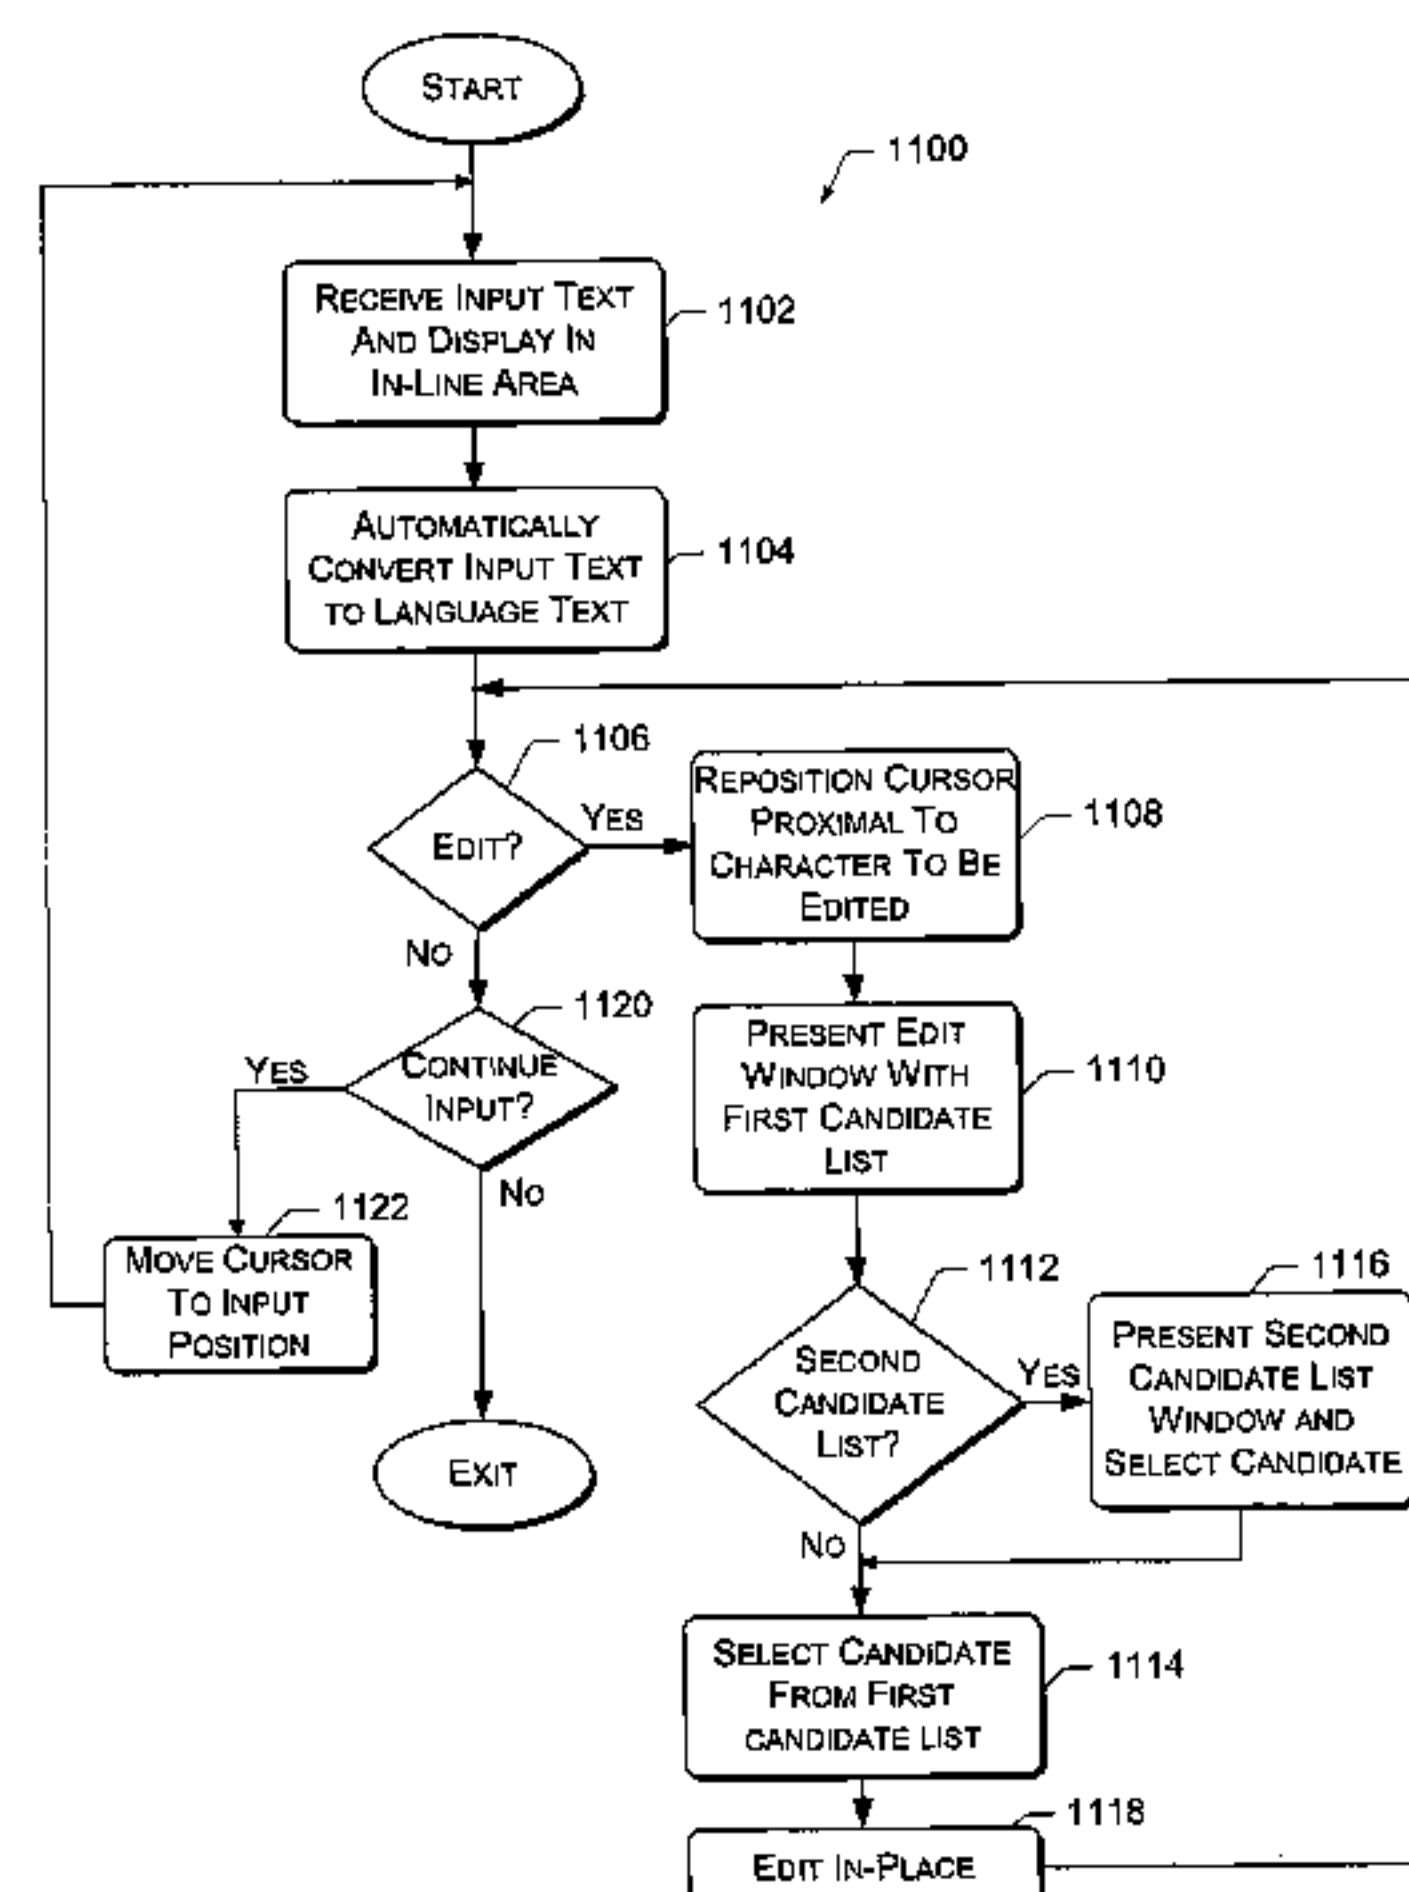 START
1100
RECEIVE INPUT TEXT
AND DISPLAY IN
IN-LINE AREA
1102
AUTOMATICALLY
CONVERT INPUT TEXT
TO LANGUAGE TEXT
1104
1106
EDIT?
YES
NO
REPOSITION CURSOR
PROXIMAL TO
CHARACTER TO BE
EDITED
1108
1120
CONTINUE
INPUT?
YES
NO
PRESENT EDIT
WINDOW WITH
FIRST CANDIDATE
LIST
1110
1122
MOVE CURSOR
TO INPUT
POSITION
EXIT
1112
SECOND
CANDIDATE
LIST?
YES
NO
1116
PRESENT SECOND
CANDIDATE LIST
WINDOW AND
SELECT CANDIDATE
SELECT CANDIDATE
FROM FIRST
CANDIDATE LIST
1114
1118
EDIT IN-PLACE